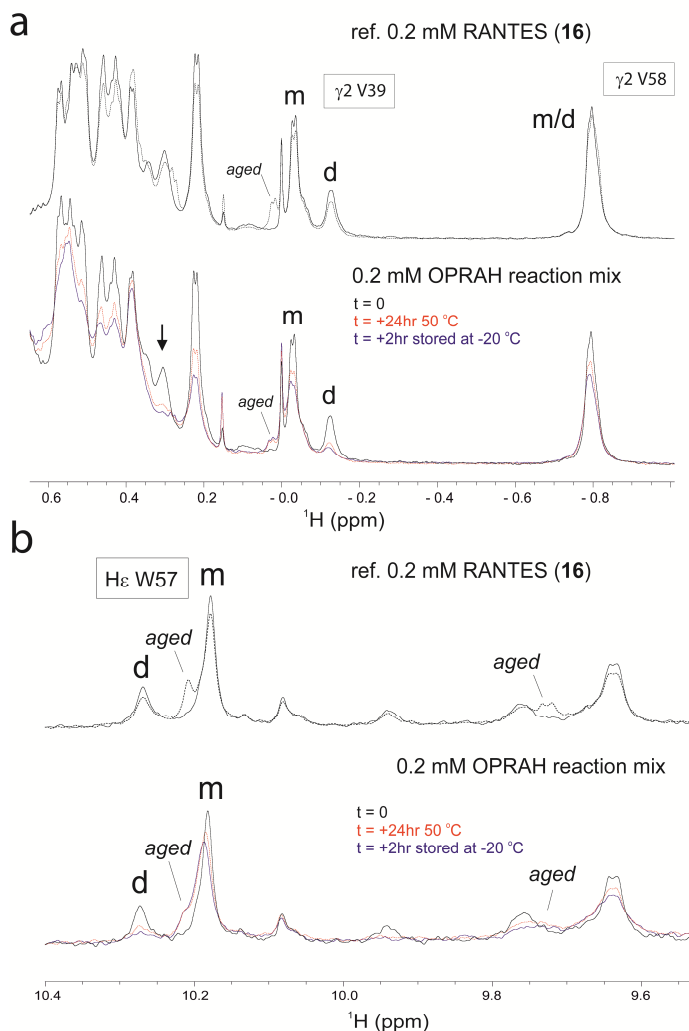 a
ref. 0.2 mM RANTES (16)
γ2 V39
γ2 V58
m
m/d
aged
d
0.2 mM OPRAH reaction mix
t = 0
t = +24hr 50 °C
t = +2hr stored at -20 °C
m
aged
d
0.6 0.4 0.2 - 0.0 - 0.2 - 0.4 - 0.6 - 0.8
1H (ppm)
b
Hε W57
m
ref. 0.2 mM RANTES (16)
aged
d
aged
0.2 mM OPRAH reaction mix
m
t = 0
t = +24hr 50 °C
t = +2hr stored at -20 °C
aged
aged
d
10.4 10.2 10.0 9.8 9.6
1H (ppm)